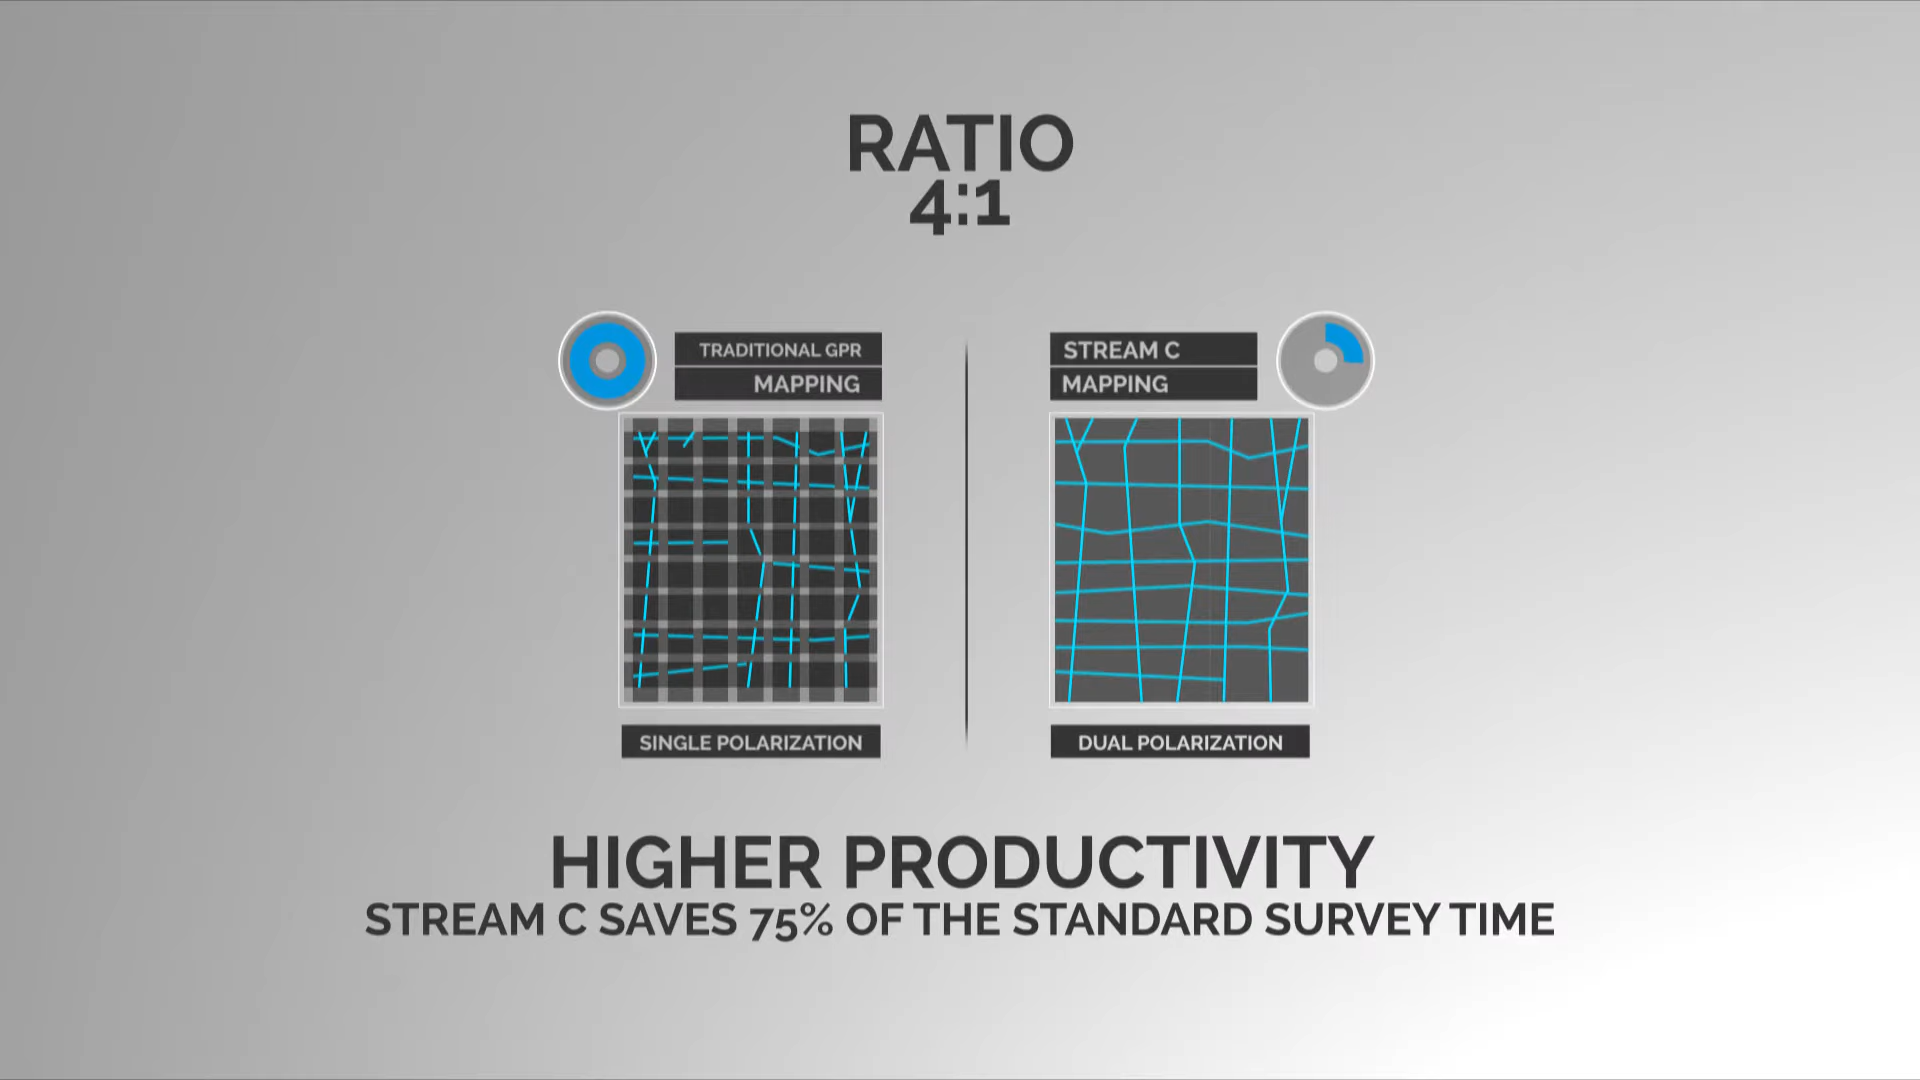 RATIO
4:1
TRADITIONAL GPR
MAPPING
STREAM C
MAPPING
SINGLE POLARIZATION
DUAL POLARIZATION
HIGHER PRODUCTIVITY
STREAM C SAVES 75% OF THE STANDARD SURVEY TIME